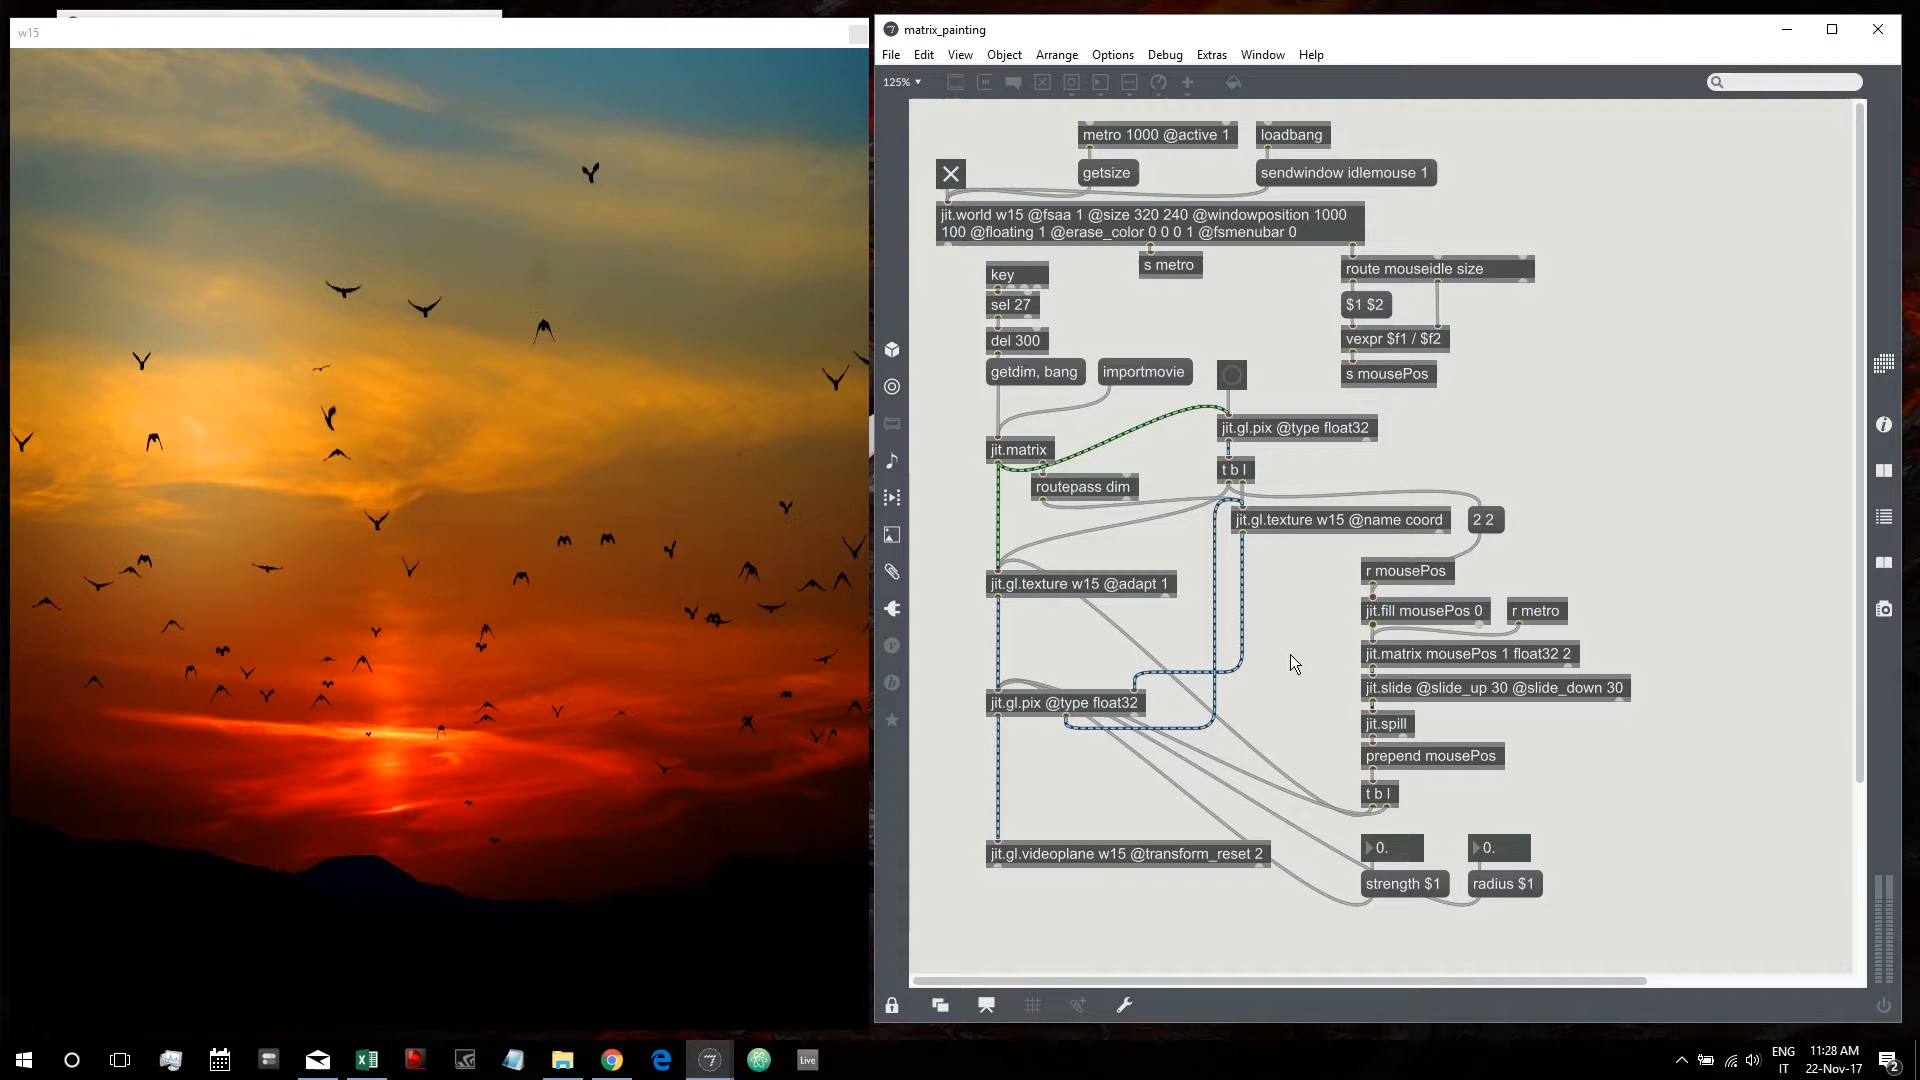 w15
matrix_painting
File Edit View Object Arrange Options Debug Extras Window Help
125%
metro 1000 @active 1
loadbang
getsize
sendwindow idlemouse 1
jit.world w15 @fsaa 1 @size 320 240 @windowposition 1000
100 @floating 1 @erase_color 0 0 0 1 @fsmenubar 0
s metro
key
route mouseidle size
sel 27
$1 $2
del 300
vexpr $f1 / $f2
getdim, bang
importmovie
s mousePos
jit.gl.pix @type float32
jit.matrix
t b l
routepass dim
jit.gl.texture w15 @name coord
2 2
r mousePos
jit.gl.texture w15 @adapt 1
jit.fill mousePos 0
r metro
jit.matrix mousePos 1 float32 2
jit.slide @slide_up 30 @slide_down 30
jit.gl.pix @type float32
jit.spill
prepend mousePos
t b l
jit.gl.videoplane w15 @transform_reset 2
0.
0.
strength $1
radius $1
Live
ENG
IT
11:28 AM
22-Nov-17
2